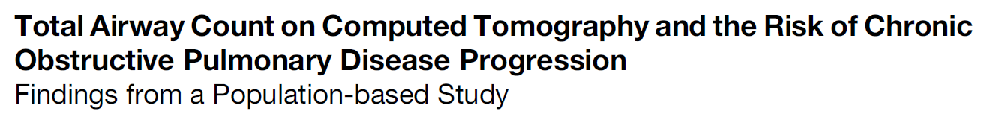 Total Airway Count on Computed Tomography and the Risk of Chronic
Obstructive Pulmonary Disease Progression
Findings from a Population-based Study